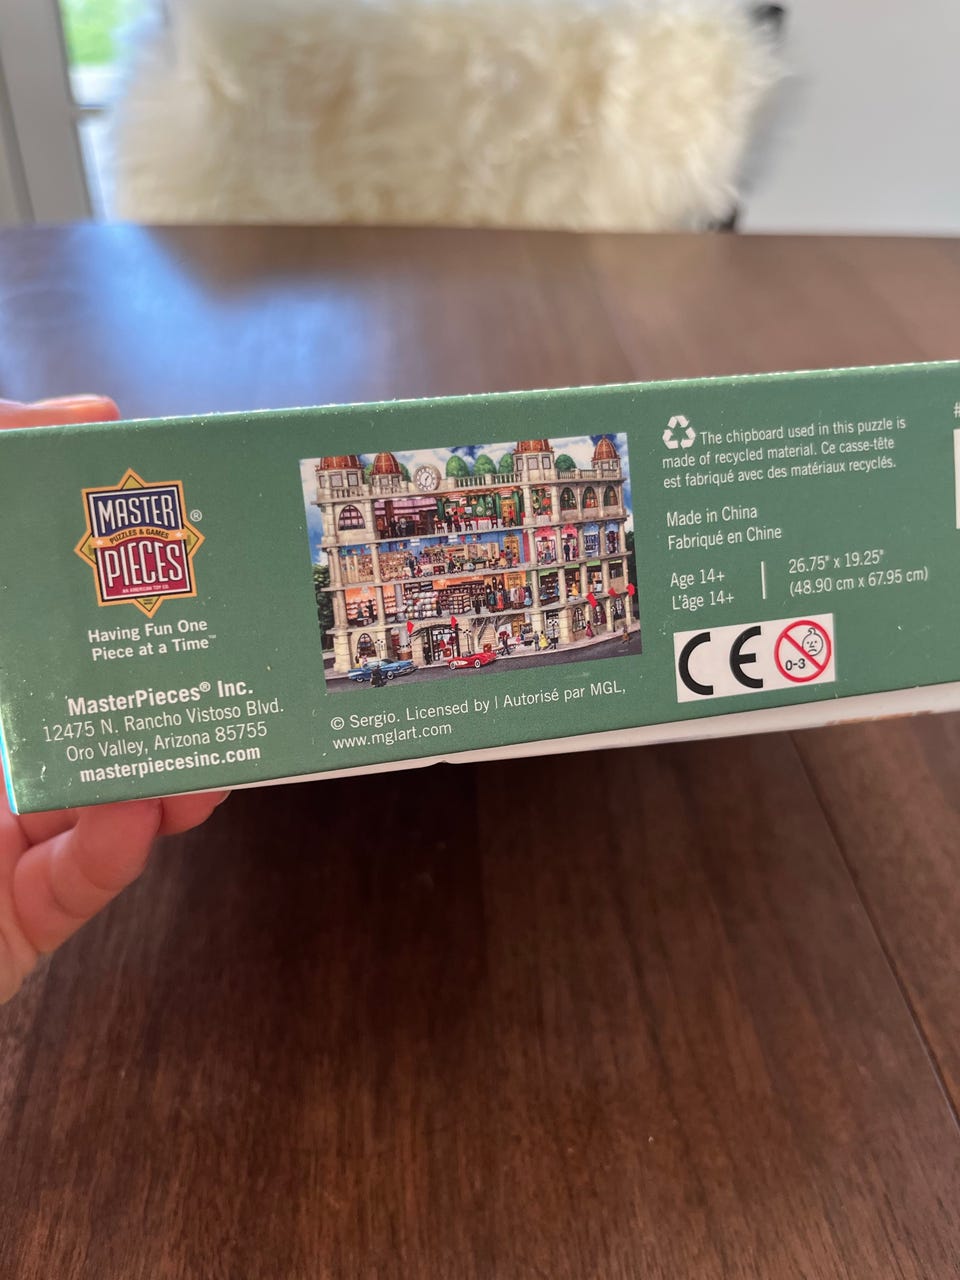 MASTER
PUZZLES & GAMES
PIECES
AN AMERICAN TOY CO.
®
Having Fun One
Piece at a Time™
MasterPieces® Inc.
12475 N. Rancho Vistoso Blvd.
Oro Valley, Arizona 85755
masterpiecesinc.com
© Sergio. Licensed by | Autorisé par MGL,
www.mglart.com
The chipboard used in this puzzle is
made of recycled material. Ce casse-tête
est fabriqué avec des matériaux recyclés.
Made in China
Fabriqué en Chine
Age 14+
L'âge 14+
26.75" x 19.25"
(48.90 cm x 67.95 cm)
CE
0-3
#